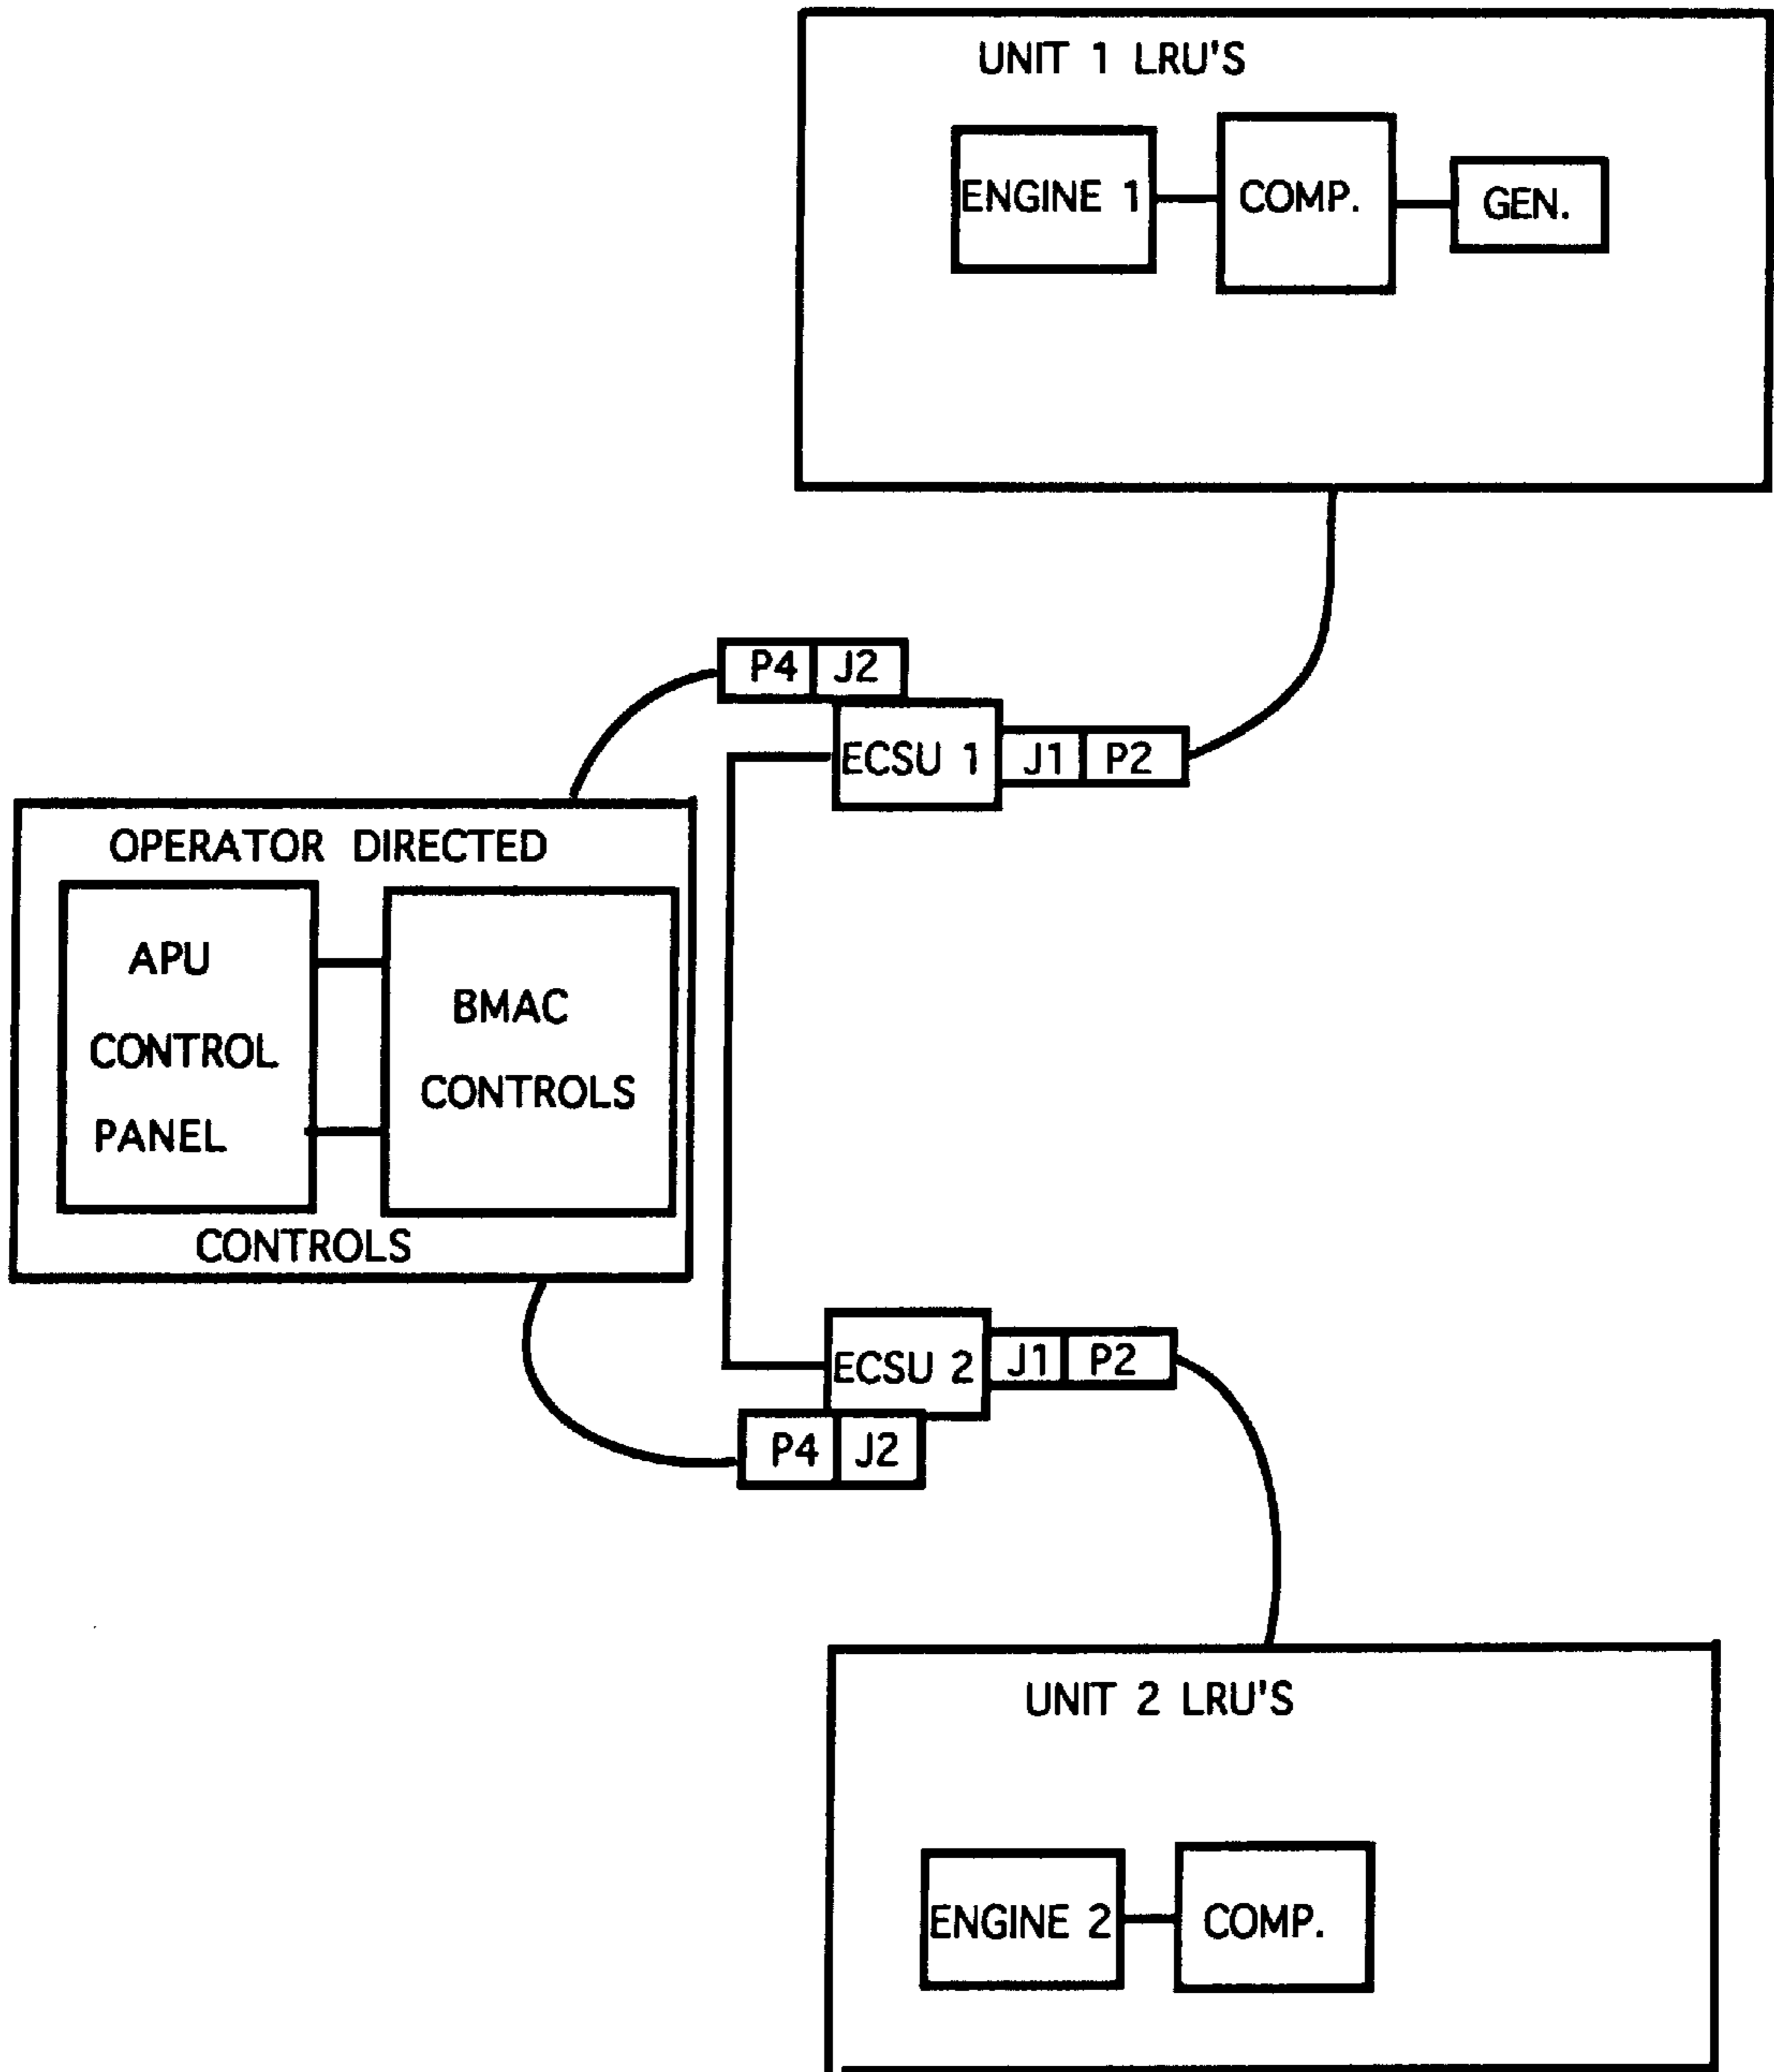 UNIT 1 LRU'S
ENGINE 1
COMP.
GEN.
P4
J2
ECSU 1
J1
P2
OPERATOR DIRECTED
APU
CONTROL
PANEL
BMAC
CONTROLS
CONTROLS
ECSU 2
J1
P2
P4
J2
UNIT 2 LRU'S
ENGINE 2
COMP.